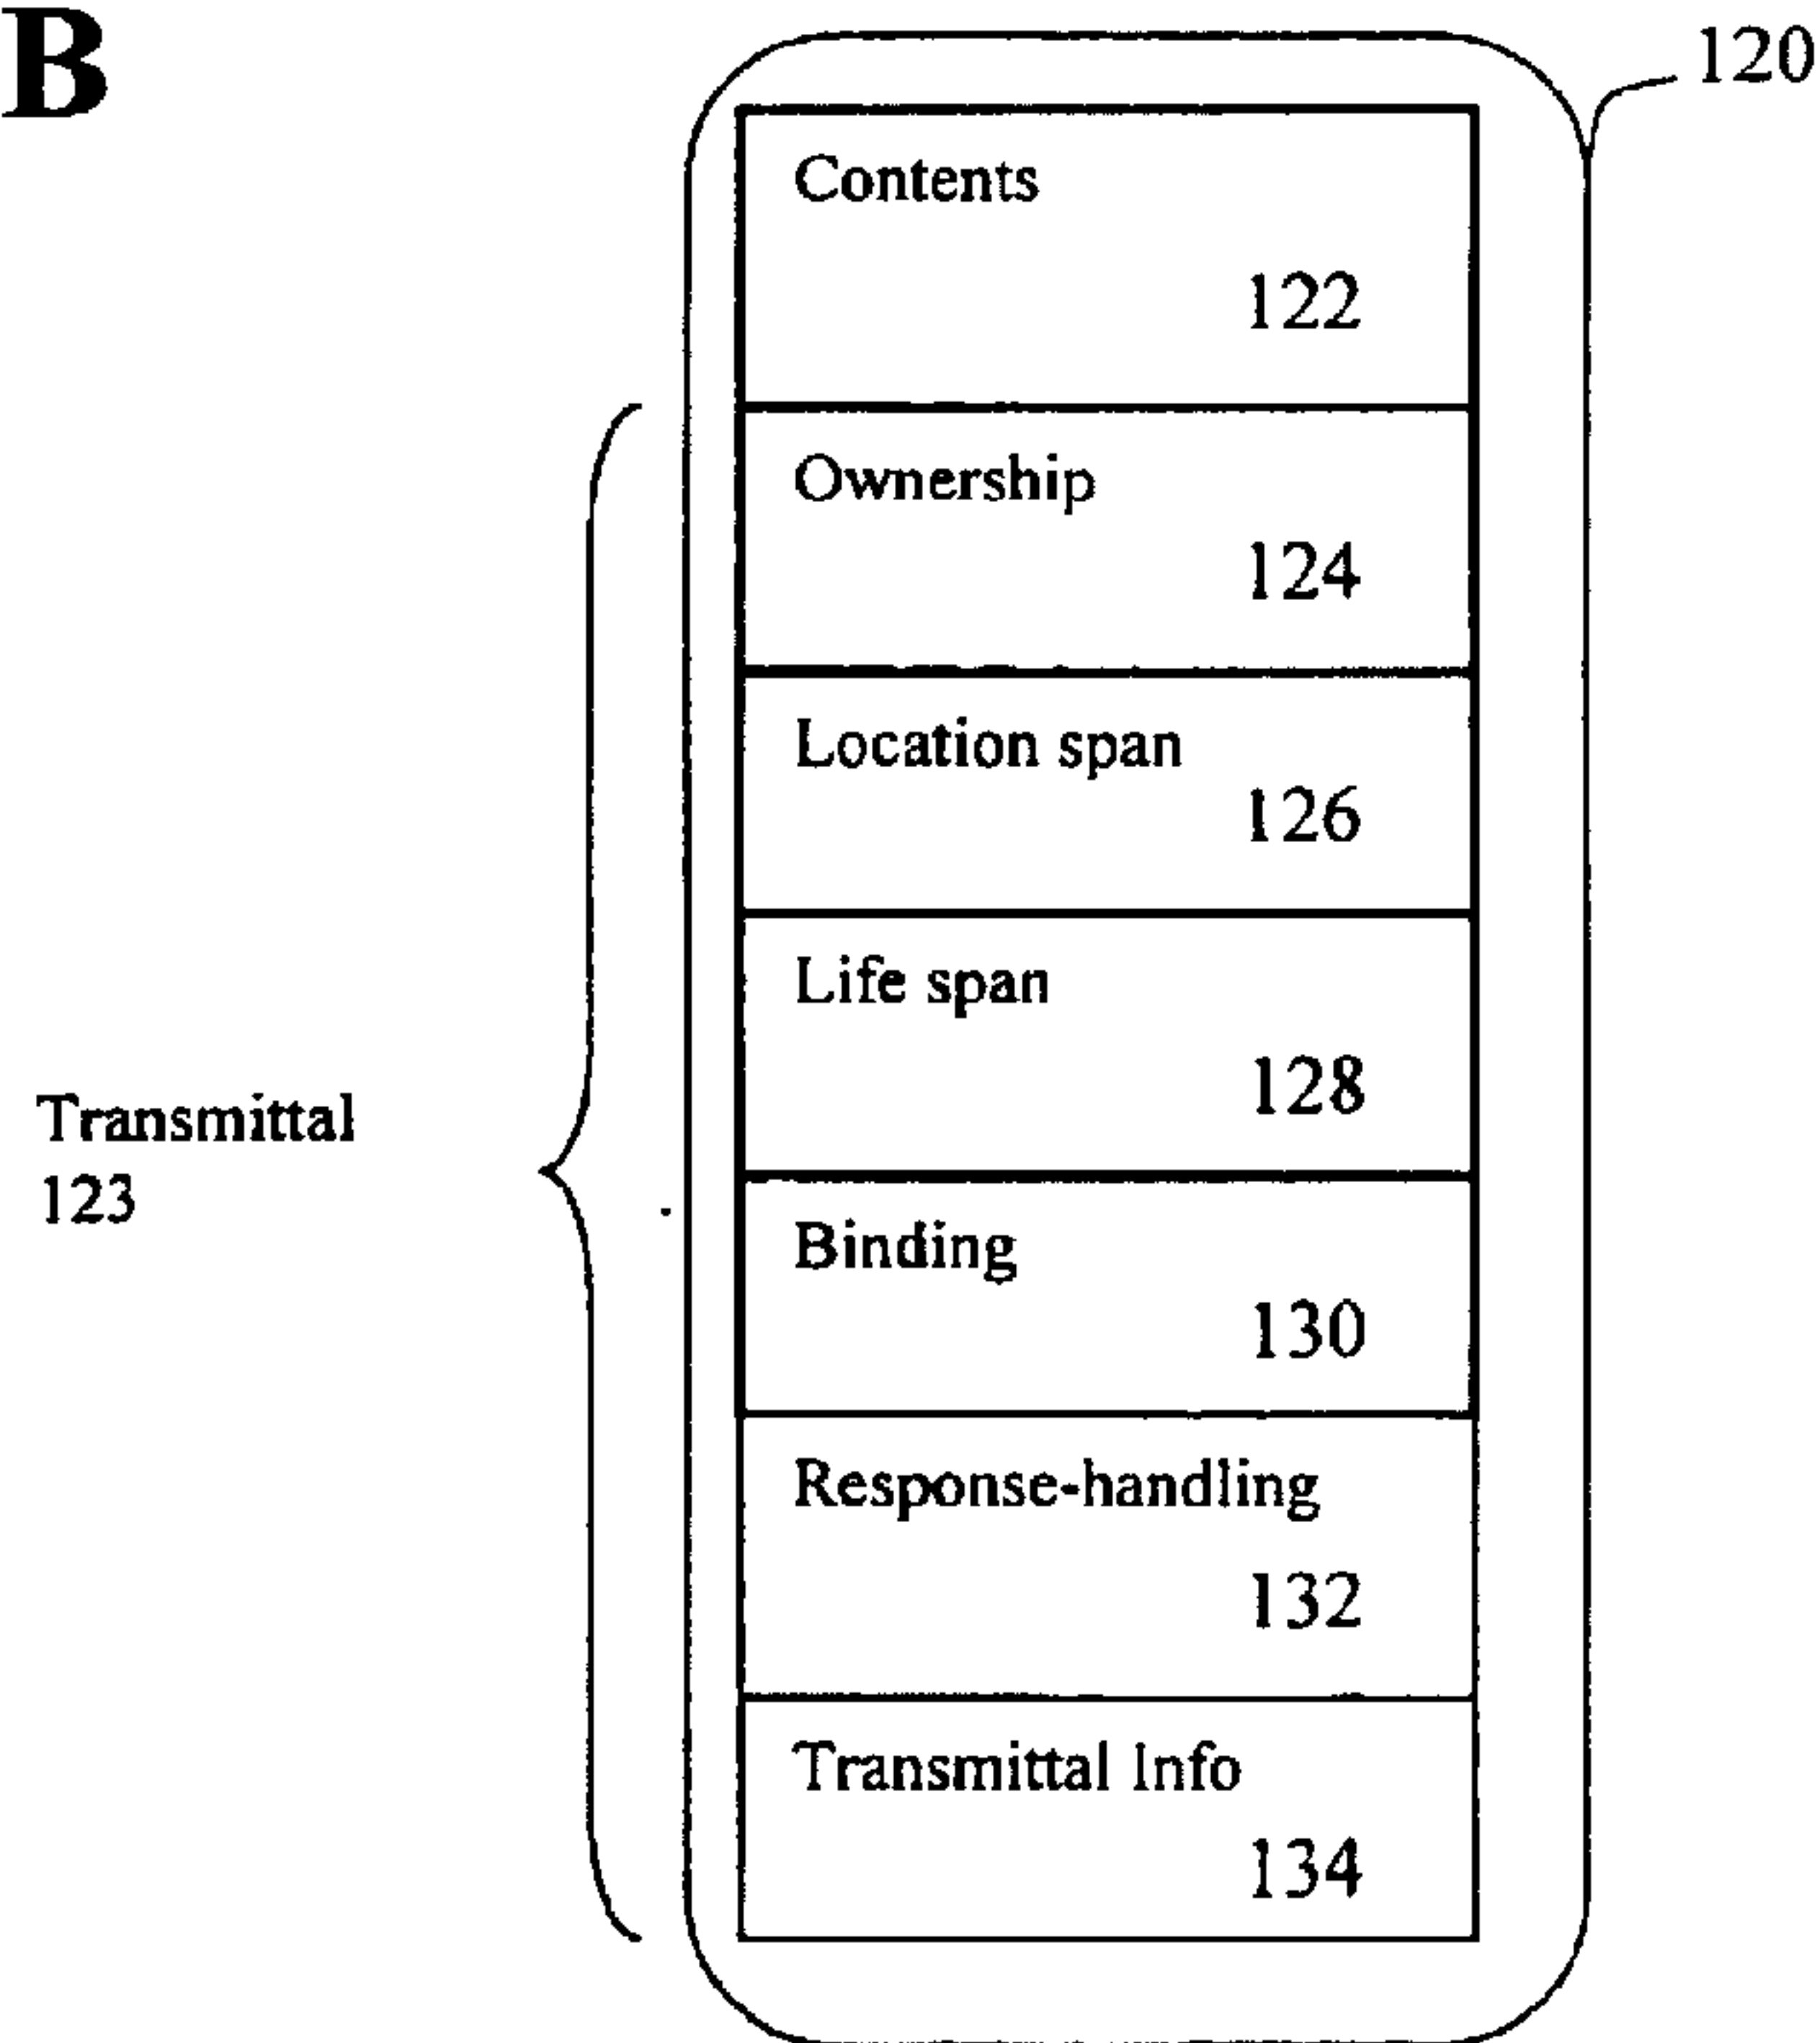 B
120
Contents
122
Ownership
124
Location span
126
Life span
128
Transmittal
123
Binding
130
Response-handling
132
Transmittal Info
134